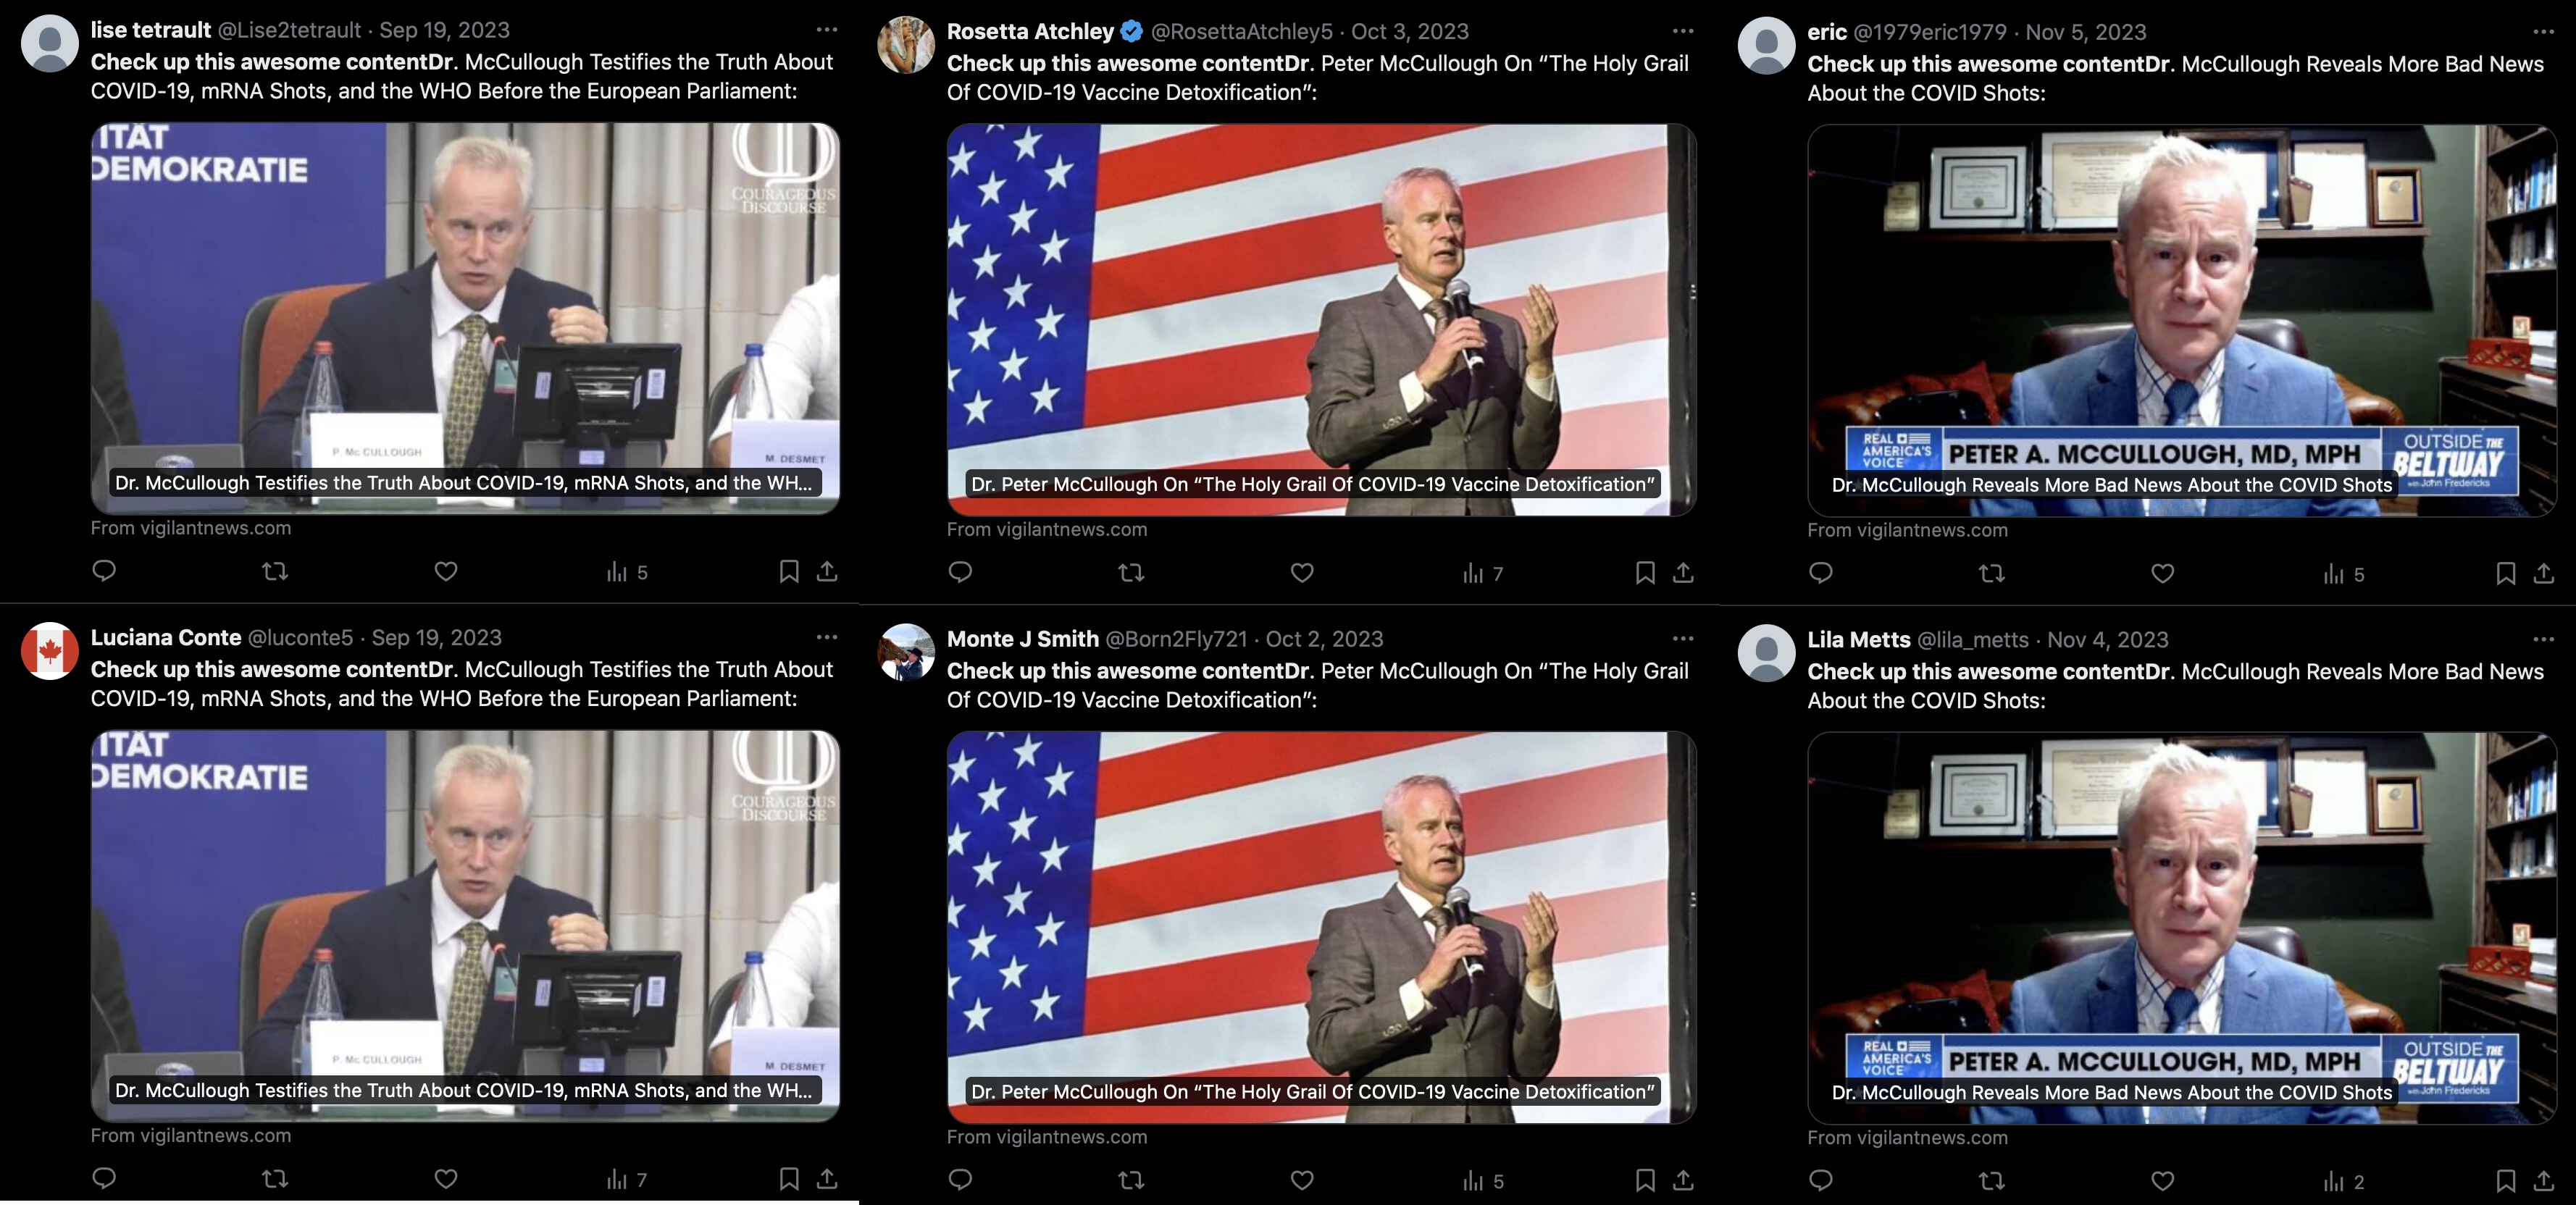 lise tetrault @Lise2tetrault · Sep 19, 2023
Check up this awesome contentDr. McCullough Testifies the Truth About
COVID-19, mRNA Shots, and the WHO Before the European Parliament:
ITÄT
DEMOKRATIE
COURAGEOUS
DISCOURSE
P. Mc CULLOUGH
M. DESMET
Dr. McCullough Testifies the Truth About COVID-19, mRNA Shots, and the WH...
From vigilantnews.com
5
Rosetta Atchley @RosettaAtchley5 · Oct 3, 2023
Check up this awesome contentDr. Peter McCullough On “The Holy Grail
Of COVID-19 Vaccine Detoxification”:
Dr. Peter McCullough On “The Holy Grail Of COVID-19 Vaccine Detoxification”
From vigilantnews.com
7
eric @1979eric1979 · Nov 5, 2023
Check up this awesome contentDr. McCullough Reveals More Bad News
About the COVID Shots:
REAL
AMERICA'S
VOICE
PETER A. MCCULLOUGH, MD, MPH
OUTSIDE THE
BELTWAY
with John Fredericks
Dr. McCullough Reveals More Bad News About the COVID Shots
From vigilantnews.com
5
Luciana Conte @luconte5 · Sep 19, 2023
Check up this awesome contentDr. McCullough Testifies the Truth About
COVID-19, mRNA Shots, and the WHO Before the European Parliament:
ITÄT
DEMOKRATIE
COURAGEOUS
DISCOURSE
P. Mc CULLOUGH
M. DESMET
Dr. McCullough Testifies the Truth About COVID-19, mRNA Shots, and the WH...
From vigilantnews.com
7
Monte J Smith @Born2Fly721 · Oct 2, 2023
Check up this awesome contentDr. Peter McCullough On “The Holy Grail
Of COVID-19 Vaccine Detoxification”:
Dr. Peter McCullough On “The Holy Grail Of COVID-19 Vaccine Detoxification”
From vigilantnews.com
5
Lila Metts @lila_metts · Nov 4, 2023
Check up this awesome contentDr. McCullough Reveals More Bad News
About the COVID Shots:
REAL
AMERICA'S
VOICE
PETER A. MCCULLOUGH, MD, MPH
OUTSIDE THE
BELTWAY
with John Fredericks
Dr. McCullough Reveals More Bad News About the COVID Shots
From vigilantnews.com
2